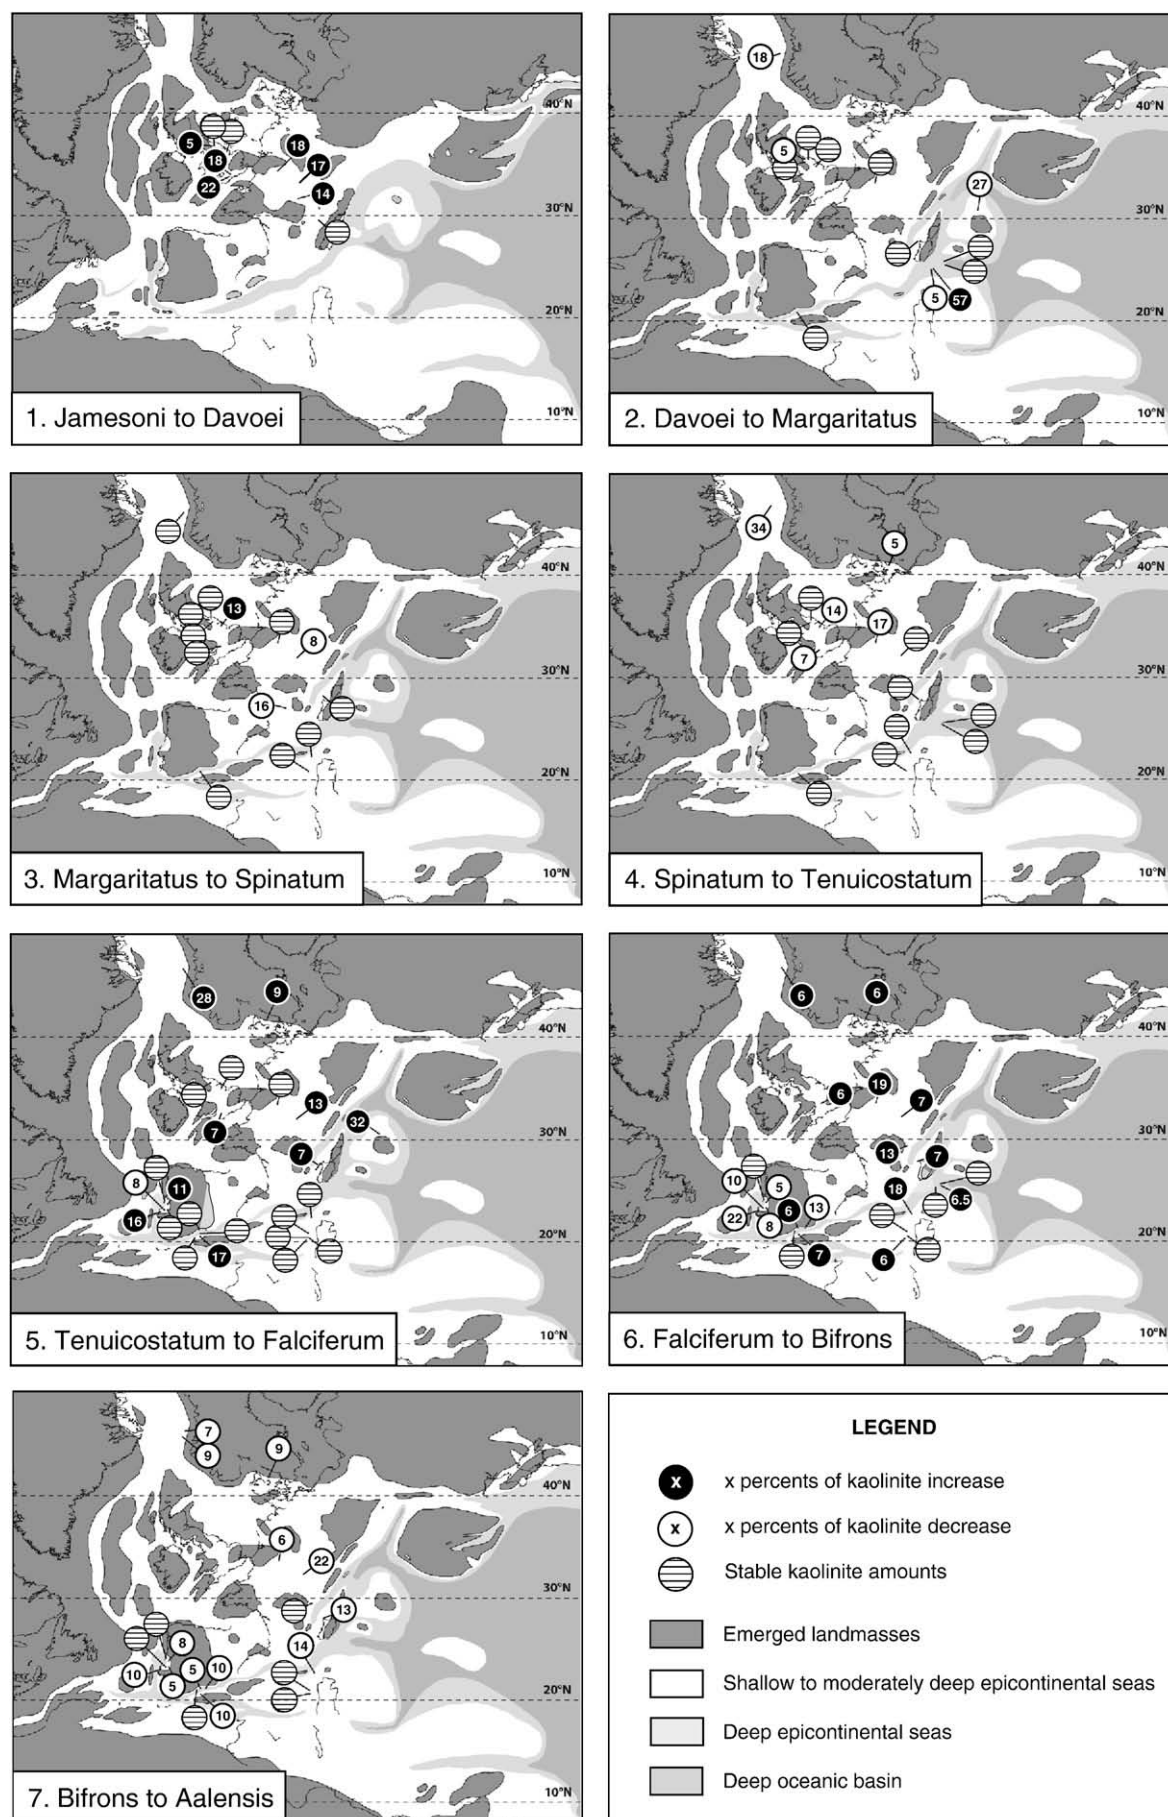 5
18
22
18
17
14
40°N
30°N
20°N
10°N
1. Jamesoni to Davoei
18
5
27
5
57
40°N
30°N
20°N
10°N
2. Davoei to Margaritatus
13
8
16
40°N
30°N
20°N
10°N
3. Margaritatus to Spinatum
34
5
14
17
7
40°N
30°N
20°N
10°N
4. Spinatum to Tenuicostatum
28
9
40°N
13
7
32
30°N
7
8
11
16
17
20°N
10°N
5. Tenuicostatum to Falciferum
6
6
40°N
6
19
7
30°N
13
7
10
5
18
6.5
22
8
6
13
20°N
7
6
10°N
6. Falciferum to Bifrons
7
9
9
40°N
6
22
30°N
13
8
14
10
5
5
10
20°N
10
10°N
7. Bifrons to Aalensis
LEGEND
x x percents of kaolinite increase
x x percents of kaolinite decrease
Stable kaolinite amounts
Emerged landmasses
Shallow to moderately deep epicontinental seas
Deep epicontinental seas
Deep oceanic basin